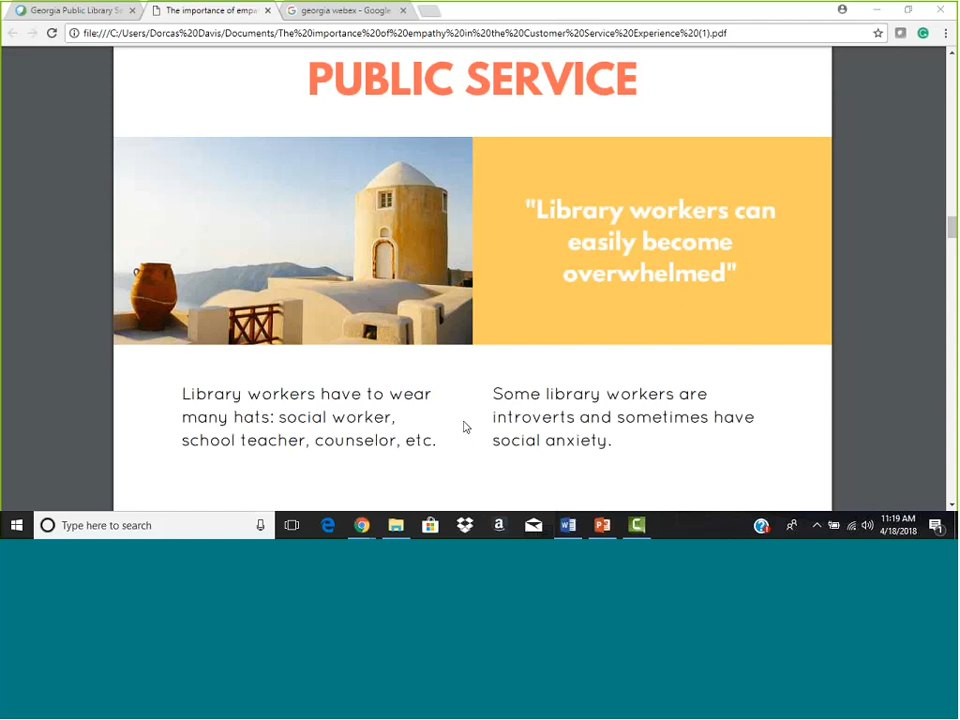 Georgia Public Library Se
The importance of empa
georgia webex - Google
file:///C:/Users/Dorcas%20Davis/Documents/The%20importance%20of%20empathy%20in%20the%20Customer%20Service%20Experience%20(1).pdf
PUBLIC SERVICE
"Library workers can
easily become
overwhelmed"
Library workers have to wear
many hats: social worker,
school teacher, counselor, etc.
Some library workers are
introverts and sometimes have
social anxiety.
Type here to search
11:19 AM
4/18/2018